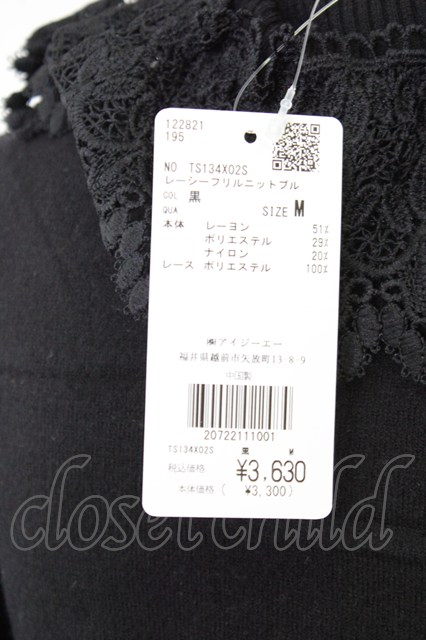 122821
195
NO TS134X02S
レーシーフリルニットプル
COL 黒
QUA SIZE M
本体 レーヨン 51%
ポリエステル 29%
ナイロン 20%
レース ポリエステル 100%
㈱アイジーエー
福井県越前市矢放町13-8-9
中国製
20722111001
TS134X02S 黒 M
税込価格 ¥3,630
本体価格( ¥3,300)
closet child